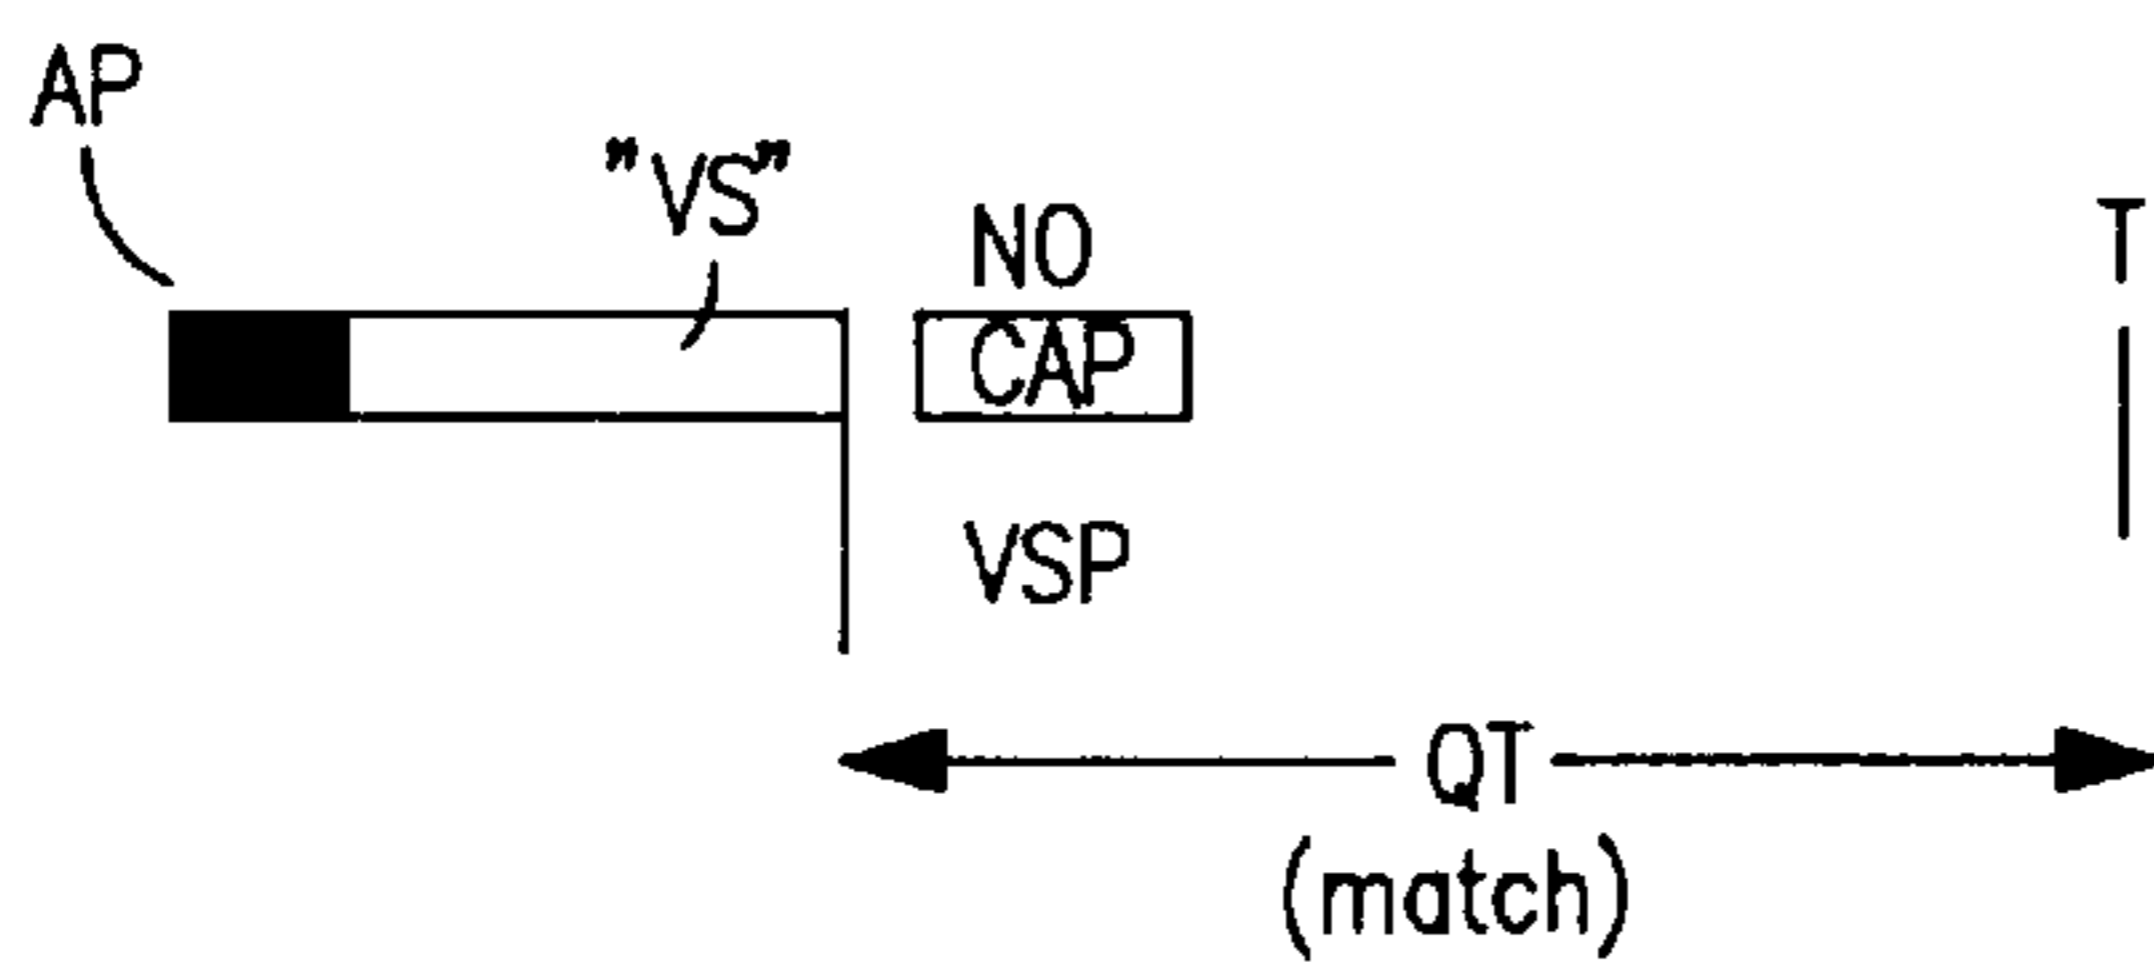 AP
"VS"
NO
CAP
T
VSP
QT
(match)